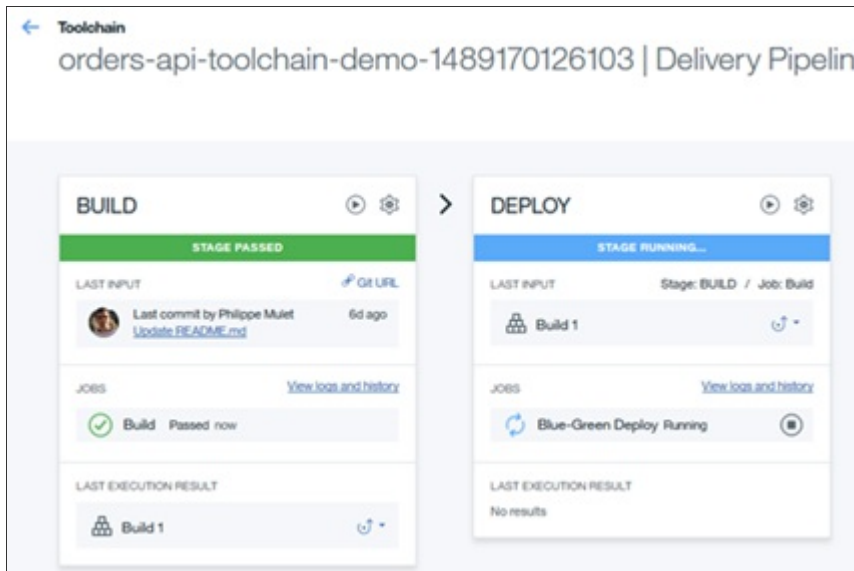 Toolchain
orders-api-toolchain-demo-1489170126103 | Delivery Pipelin
BUILD
STAGE PASSED
LAST INPUT
Git URL
Last commit by Philippe Mulet
6d ago
Update README.md
JOBS
View logs and history
Build Passed now
LAST EXECUTION RESULT
Build 1
DEPLOY
STAGE RUNNING...
LAST INPUT
Stage: BUILD / Job: Build
Build 1
JOBS
View logs and history
Blue-Green Deploy Running
LAST EXECUTION RESULT
No results